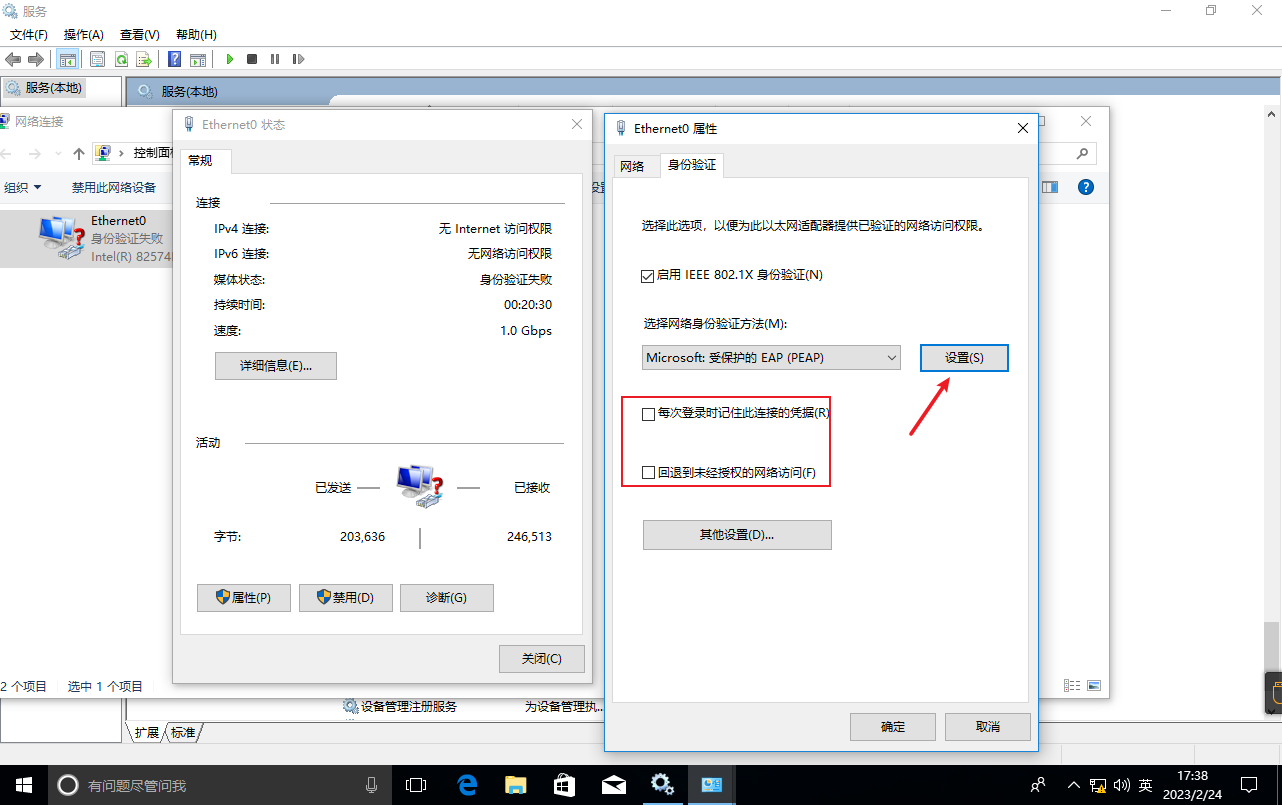 服务
文件(F) 操作(A) 查看(V) 帮助(H)
服务(本地)
服务(本地)
网络连接
控制面
组织
禁用此网络设备
Ethernet0
身份验证失败
Intel(R) 82574
2 个项目 选中 1 个项目
Ethernet0 状态
常规
连接
IPv4 连接: 无 Internet 访问权限
IPv6 连接: 无网络访问权限
媒体状态: 身份验证失败
持续时间: 00:20:30
速度: 1.0 Gbps
详细信息(E)...
活动
已发送 已接收
字节: 203,636 246,513
属性(P) 禁用(D) 诊断(G)
关闭(C)
Ethernet0 属性
网络 身份验证
选择此选项，以便为此以太网适配器提供已验证的网络访问权限。
启用 IEEE 802.1X 身份验证(N)
选择网络身份验证方法(M):
Microsoft: 受保护的 EAP (PEAP) 设置(S)
每次登录时记住此连接的凭据(R)
回退到未经授权的网络访问(F)
其他设置(D)...
确定 取消
设备管理注册服务 为设备管理执...
扩展 标准
有问题尽管问我
英
17:38
2023/2/24